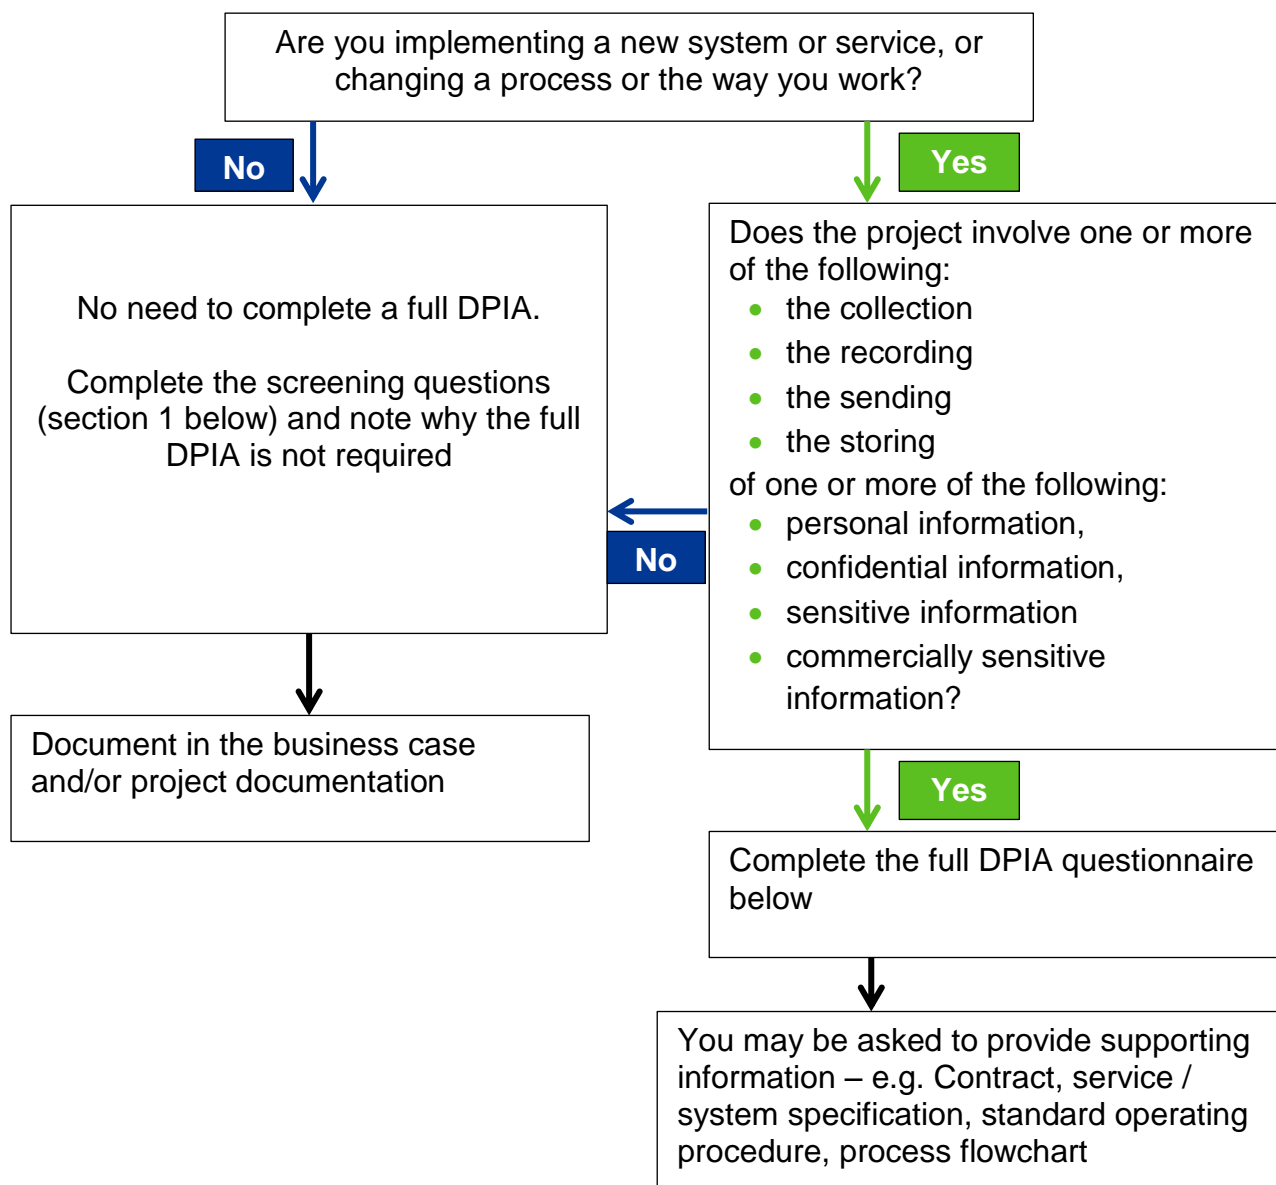 Are you implementing a new system or service, or
changing a process or the way you work?
No
Yes
No need to complete a full DPIA.
Complete the screening questions
(section 1 below) and note why the full
DPIA is not required
Does the project involve one or more
of the following:
• the collection
• the recording
• the sending
• the storing
of one or more of the following:
• personal information,
• confidential information,
• sensitive information
• commercially sensitive
information?
No
Document in the business case
and/or project documentation
Yes
Complete the full DPIA questionnaire
below
You may be asked to provide supporting
information – e.g. Contract, service /
system specification, standard operating
procedure, process flowchart